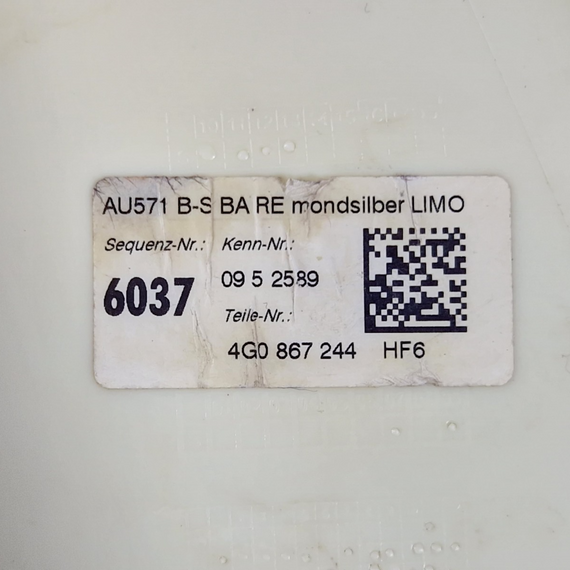 AU571 B-S BA RE mondsilber LIMO
Sequenz-Nr.: Kenn-Nr.:
6037 09 5 2589
Teile-Nr.:
4G0 867 244 HF6